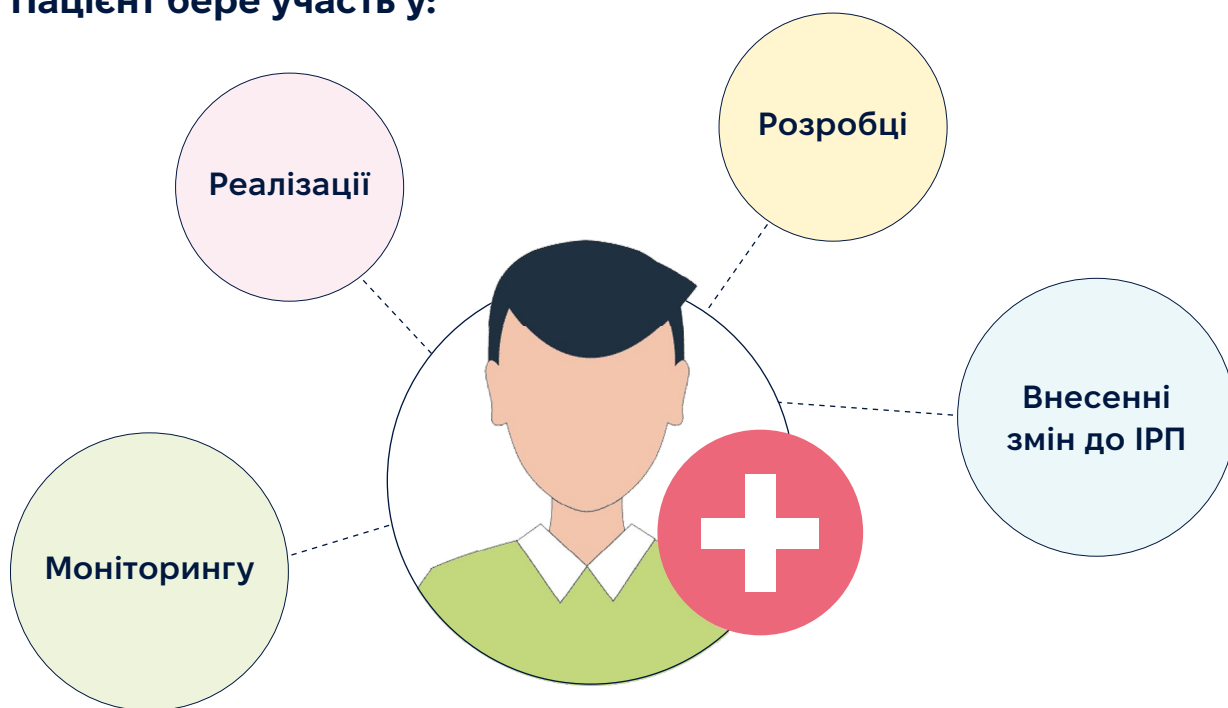 Пацієнт бере участь у:
Розробці
Реалізації
Внесенні
змін до ІРП
Моніторингу